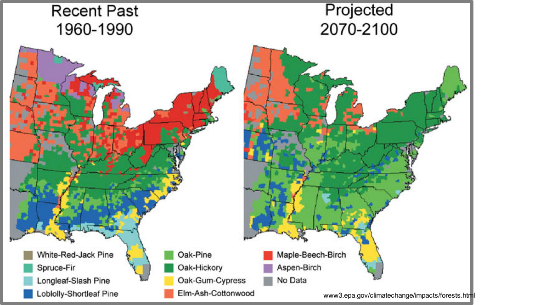 Recent Past
1960-1990
Projected
2070-2100
White-Red-Jack Pine
Spruce-Fir
Longleaf-Slash Pine
Loblolly-Shortleaf Pine
Oak-Pine
Oak-Hickory
Oak-Gum-Cypress
Elm-Ash-Cottonwood
Maple-Beech-Birch
Aspen-Birch
No Data
www3.epa.gov/climatechange/impacts/forests.html